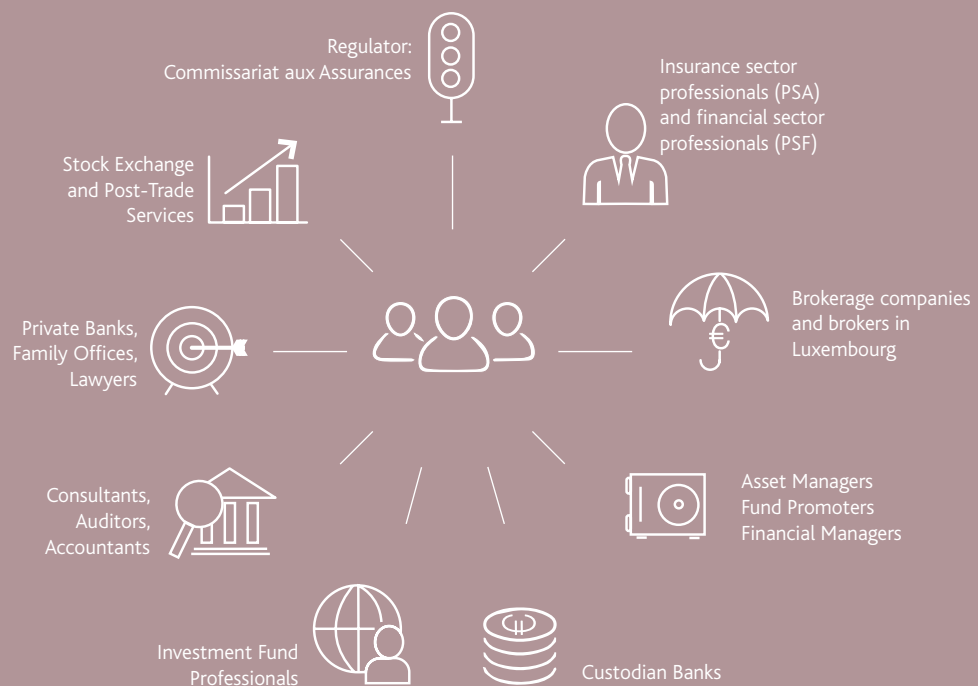 Regulator:
Commissariat aux Assurances
Insurance sector
professionals (PSA)
and financial sector
professionals (PSF)
Stock Exchange
and Post-Trade
Services
Brokerage companies
and brokers in
Luxembourg
€
Private Banks,
Family Offices,
Lawyers
Asset Managers
Fund Promoters
Financial Managers
Consultants,
Auditors,
Accountants
Investment Fund
Professionals
Custodian Banks